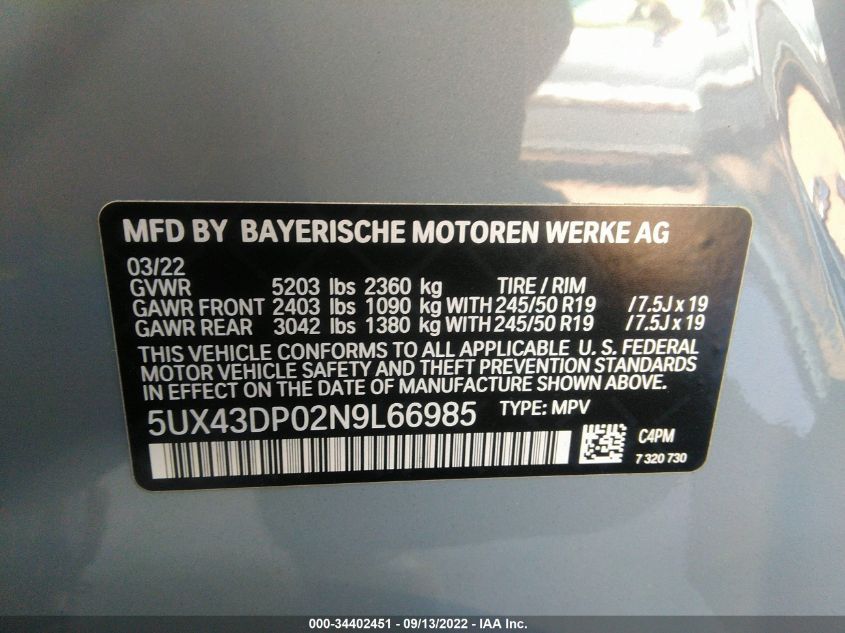 MFD BY BAYERISCHE MOTOREN WERKE AG
03/22
GVWR 5203 lbs 2360 kg TIRE / RIM
GAWR FRONT 2403 lbs 1090 kg WITH 245/50 R19 / 7.5J x 19
GAWR REAR 3042 lbs 1380 kg WITH 245/50 R19 / 7.5J x 19
THIS VEHICLE CONFORMS TO ALL APPLICABLE U. S. FEDERAL
MOTOR VEHICLE SAFETY AND THEFT PREVENTION STANDARDS
IN EFFECT ON THE DATE OF MANUFACTURE SHOWN ABOVE.
5UX43DP02N9L66985 TYPE: MPV
C4PM
7 320 730
000-34402451 - 09/13/2022 - IAA Inc.